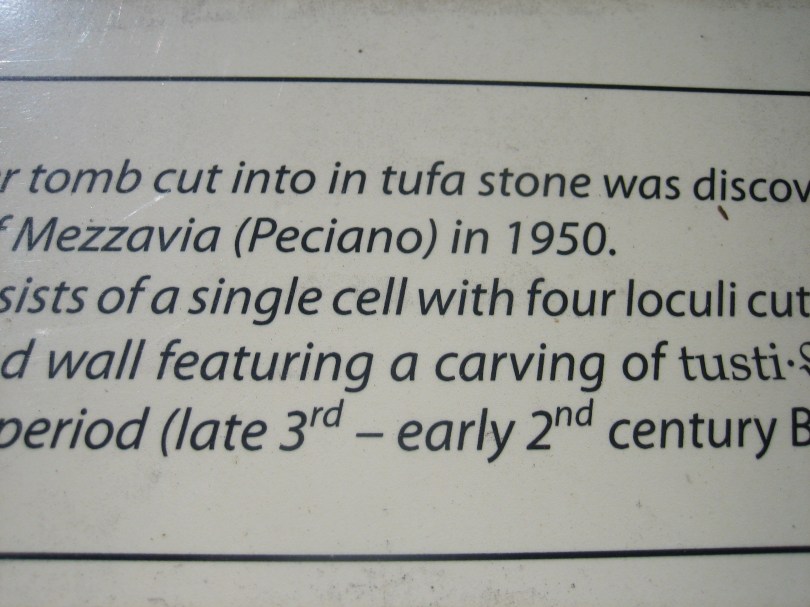 r tomb cut into in tufa stone was discov
f Mezzavia (Peciano) in 1950.
sists of a single cell with four loculi cut
d wall featuring a carving of tusti·
period (late 3rd – early 2nd century B